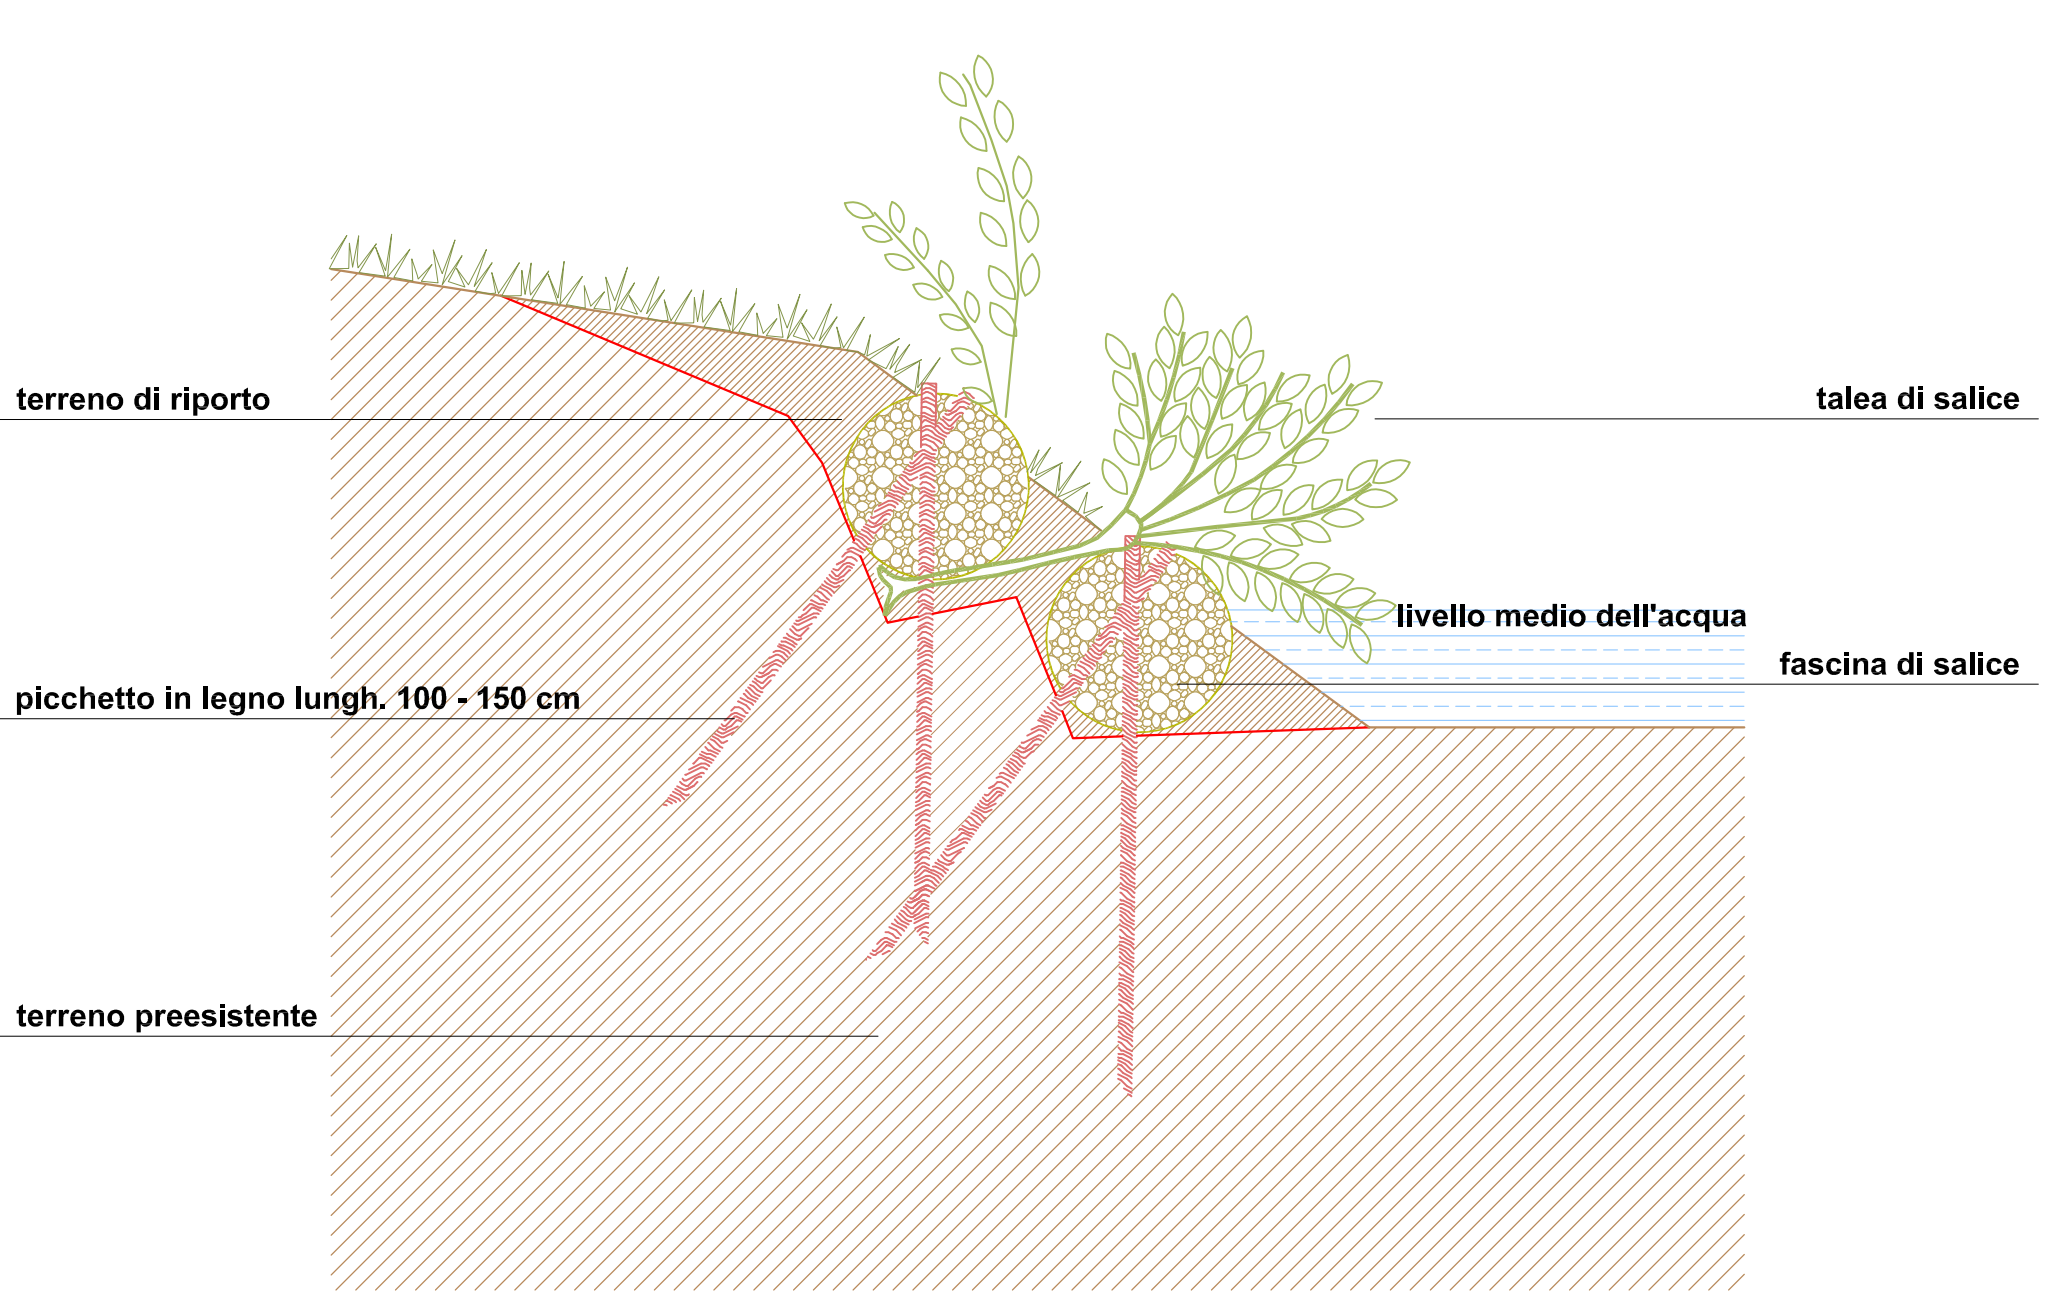 terreno di riporto
talea di salice
livello medio dell'acqua
fascina di salice
picchetto in legno lungh. 100 - 150 cm
terreno preesistente